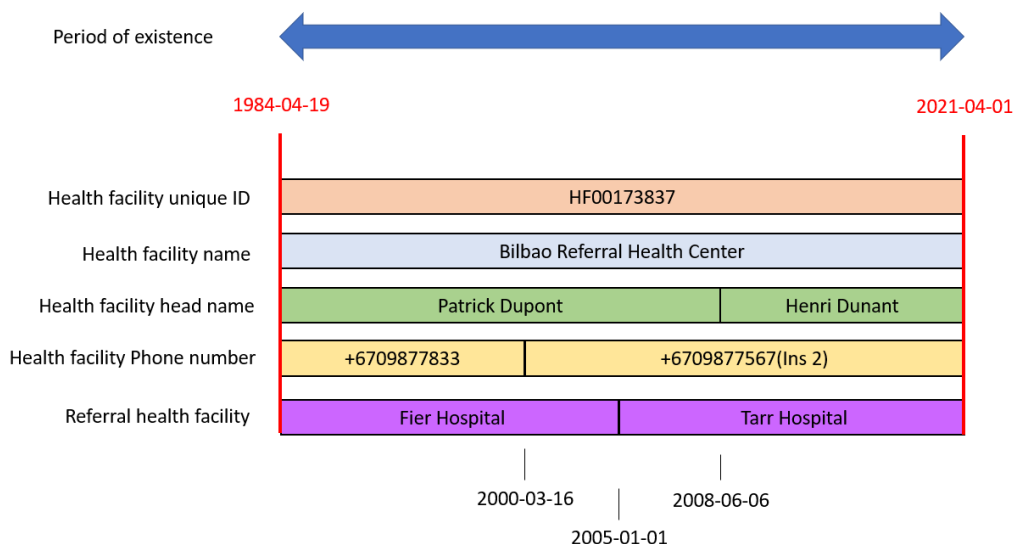 Period of existence
1984-04-19
2021-04-01
Health facility unique ID
HF00173837
Health facility name
Bilbao Referral Health Center
Health facility head name
Patrick Dupont
Henri Dunant
Health facility Phone number
+6709877833
+6709877567(Ins 2)
Referral health facility
Fier Hospital
Tarr Hospital
2000-03-16
2008-06-06
2005-01-01